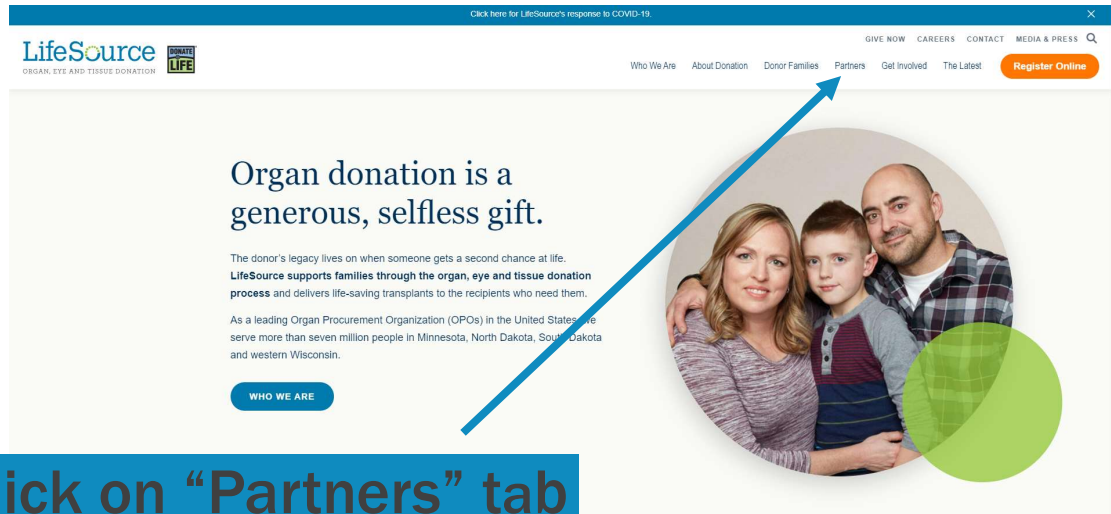 Click here for LifeSource's response to COVID-19.
GIVE NOW CAREERS CONTACT MEDIA & PRESS
LifeSource
ORGAN, EYE AND TISSUE DONATION
DONATE
LIFE
Who We Are About Donation Donor Families Partners Get Involved The Latest Register Online
Organ donation is a
generous, selfless gift.
The donor's legacy lives on when someone gets a second chance at life.
LifeSource supports families through the organ, eye and tissue donation
process and delivers life-saving transplants to the recipients who need them.
As a leading Organ Procurement Organization (OPOs) in the United States
serve more than seven million people in Minnesota, North Dakota, South Dakota
and western Wisconsin.
WHO WE ARE
ick on “Partners” tab